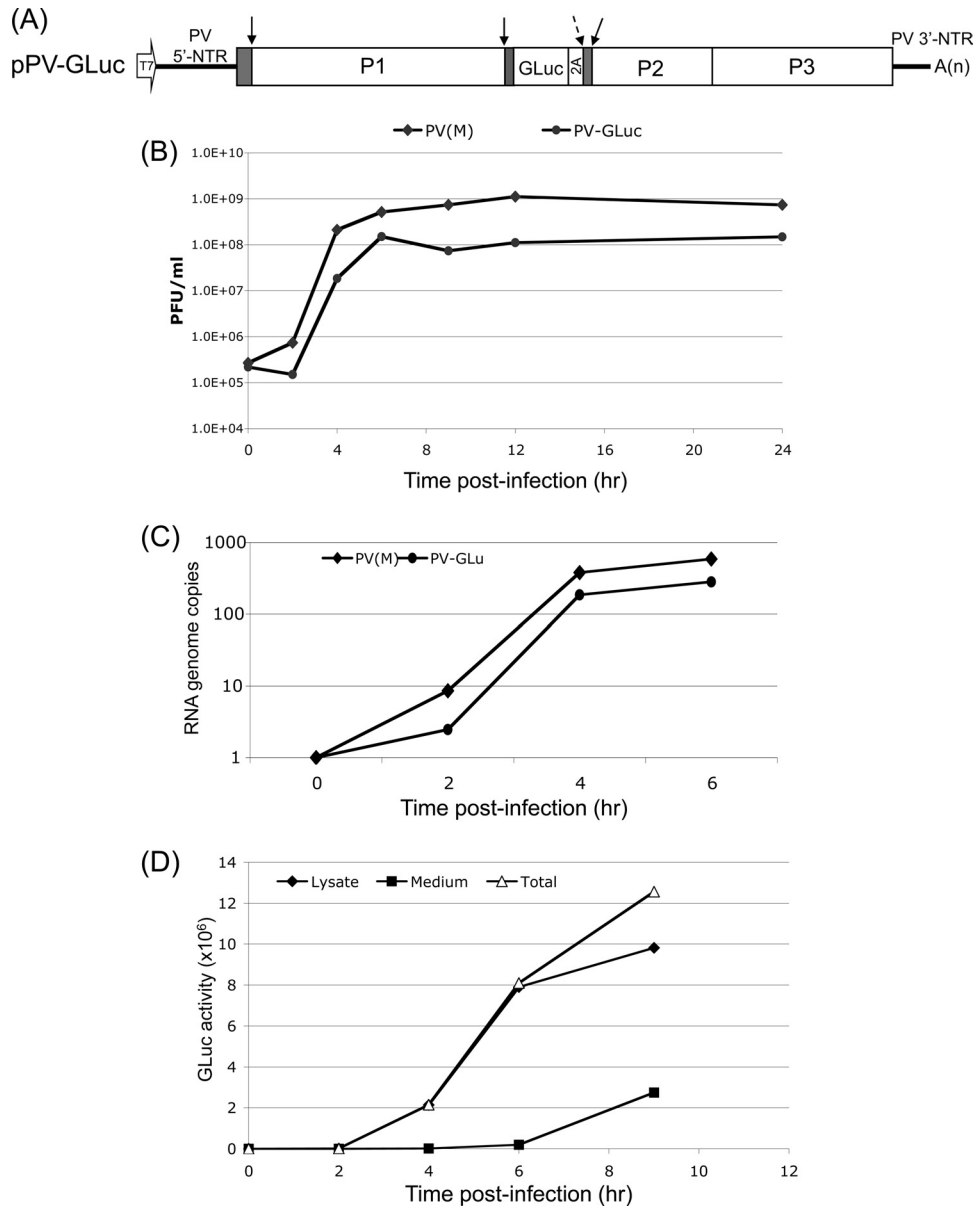 (A)
pPV-GLuc
T7
PV
5'-NTR
P1
GLuc
2A
P2
P3
PV 3'-NTR
A(n)
(B)
PV(M) PV-GLuc
PFU/ml
1.0E+10
1.0E+09
1.0E+08
1.0E+07
1.0E+06
1.0E+05
1.0E+04
0 4 8 12 16 20 24
Time post-infection (hr)
(C)
PV(M) PV-GLu
RNA genome copies
1000
100
10
1
0 2 4 6
Time post-infection (hr)
(D)
Lysate Medium Total
GLuc activity (x10⁶)
14
12
10
8
6
4
2
0
0 2 4 6 8 10 12
Time post-infection (hr)